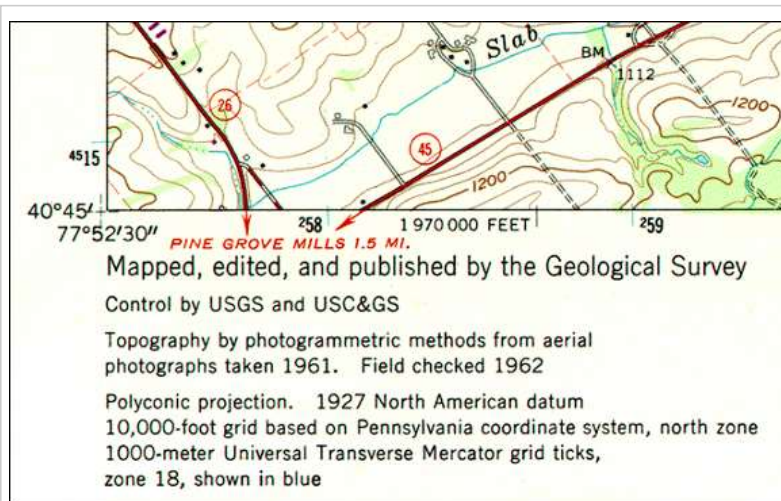 Slab
BM
1112
26
1200
45
4515
1200
40°45'
77°52'30"
258
1 970 000 FEET
259
PINE GROVE MILLS 1.5 MI.
Mapped, edited, and published by the Geological Survey
Control by USGS and USC&GS
Topography by photogrammetric methods from aerial
photographs taken 1961. Field checked 1962
Polyconic projection. 1927 North American datum
10,000-foot grid based on Pennsylvania coordinate system, north zone
1000-meter Universal Transverse Mercator grid ticks,
zone 18, shown in blue